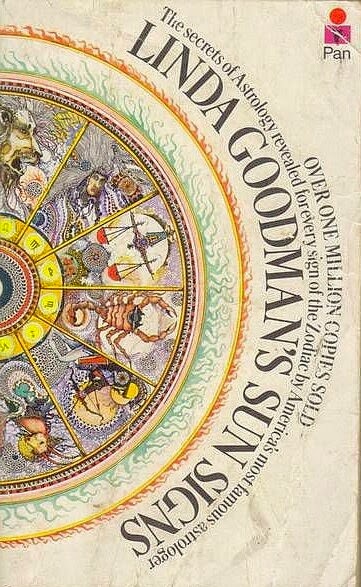 Pan
OVER ONE MILLION COPIES SOLD
The secrets of Astrology revealed for every sign of the Zodiac by America's most famous astrologer
LINDA GOODMAN'S SUN SIGNS